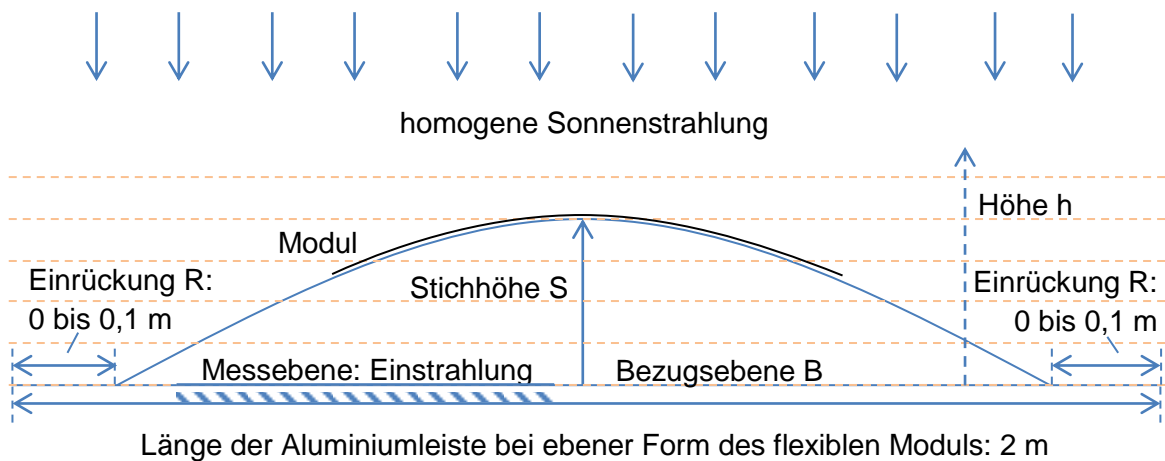 homogene Sonnenstrahlung
Höhe h
Modul
Einrückung R:
0 bis 0,1 m
Stichhöhe S
Einrückung R:
0 bis 0,1 m
Messebene: Einstrahlung
Bezugsebene B
Länge der Aluminiumleiste bei ebener Form des flexiblen Moduls: 2 m